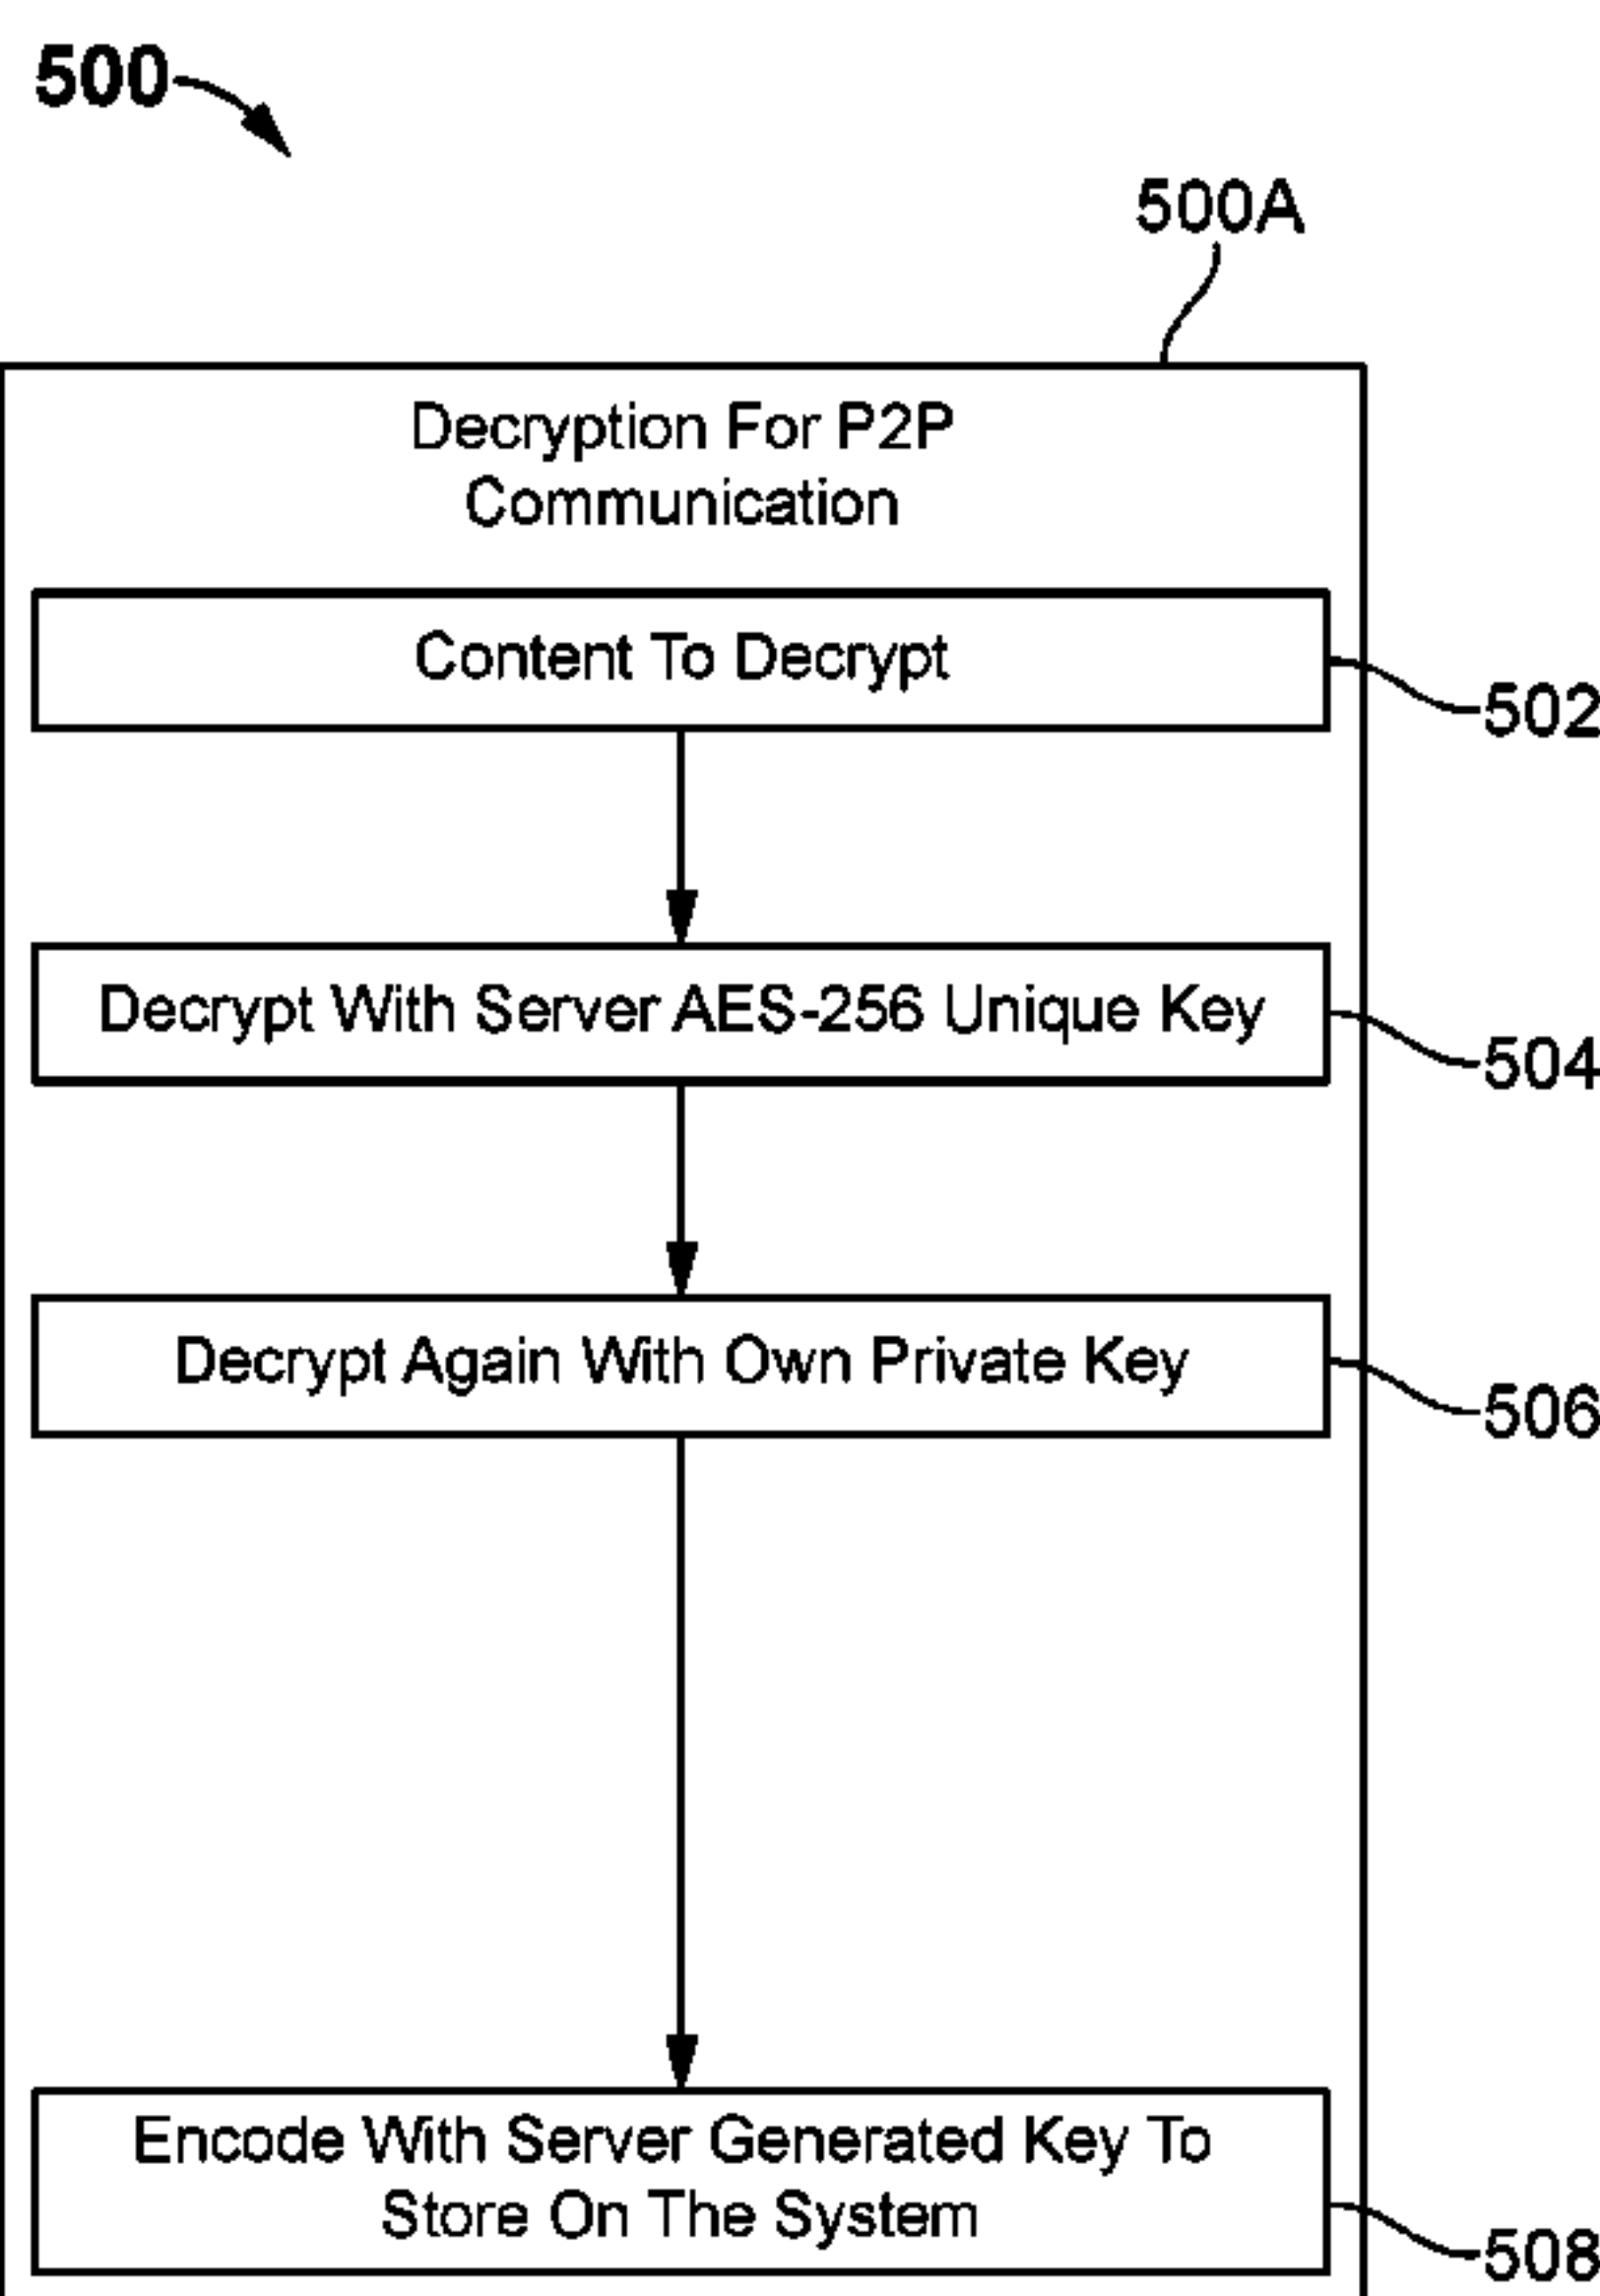 500
500A
Decryption For P2P
Communication
Content To Decrypt
502
Decrypt With Server AES-256 Unique Key
504
Decrypt Again With Own Private Key
506
Encode With Server Generated Key To
Store On The System
508